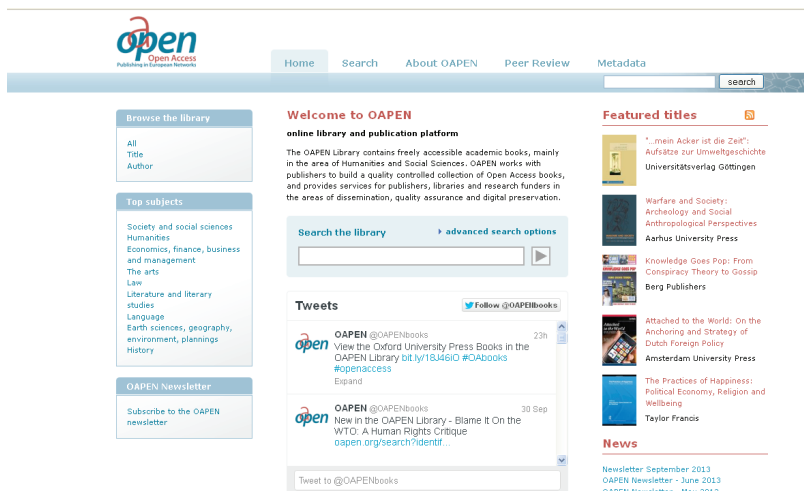 open
Open Access
Publishing in European Networks
Home Search About OAPEN Peer Review Metadata
search
Browse the library
All
Title
Author
Top subjects
Society and social sciences
Humanities
Economics, finance, business
and management
The arts
Law
Literature and literary
studies
Language
Earth sciences, geography,
environment, plannings
History
OAPEN Newsletter
Subscribe to the OAPEN
newsletter
Welcome to OAPEN
online library and publication platform
The OAPEN Library contains freely accessible academic books, mainly
in the area of Humanities and Social Sciences. OAPEN works with
publishers to build a quality controlled collection of Open Access books,
and provides services for publishers, libraries and research funders in
the areas of dissemination, quality assurance and digital preservation.
Search the library
advanced search options
Tweets
Follow @OAPENbooks
OAPEN @OAPENbooks 23h
View the Oxford University Press Books in the
OAPEN Library bit.ly/18J46iO #OAbooks
#openaccess
Expand
open
OAPEN @OAPENbooks 30 Sep
New in the OAPEN Library - Blame It On the
WTO: A Human Rights Critique
oapen.org/search?identif...
open
Tweet to @OAPENbooks
Featured titles
"...mein Acker ist die Zeit":
Aufsätze zur Umweltgeschichte
Universitätsverlag Göttingen
Warfare and Society:
Archeology and Social
Anthropological Perspectives
Aarhus University Press
Knowledge Goes Pop: From
Conspiracy Theory to Gossip
Berg Publishers
Attached to the World: On the
Anchoring and Strategy of
Dutch Foreign Policy
Amsterdam University Press
The Practices of Happiness:
Political Economy, Religion and
Wellbeing
Taylor Francis
News
Newsletter September 2013
OAPEN Newsletter - June 2013
OAPEN Newsletter - May 2013